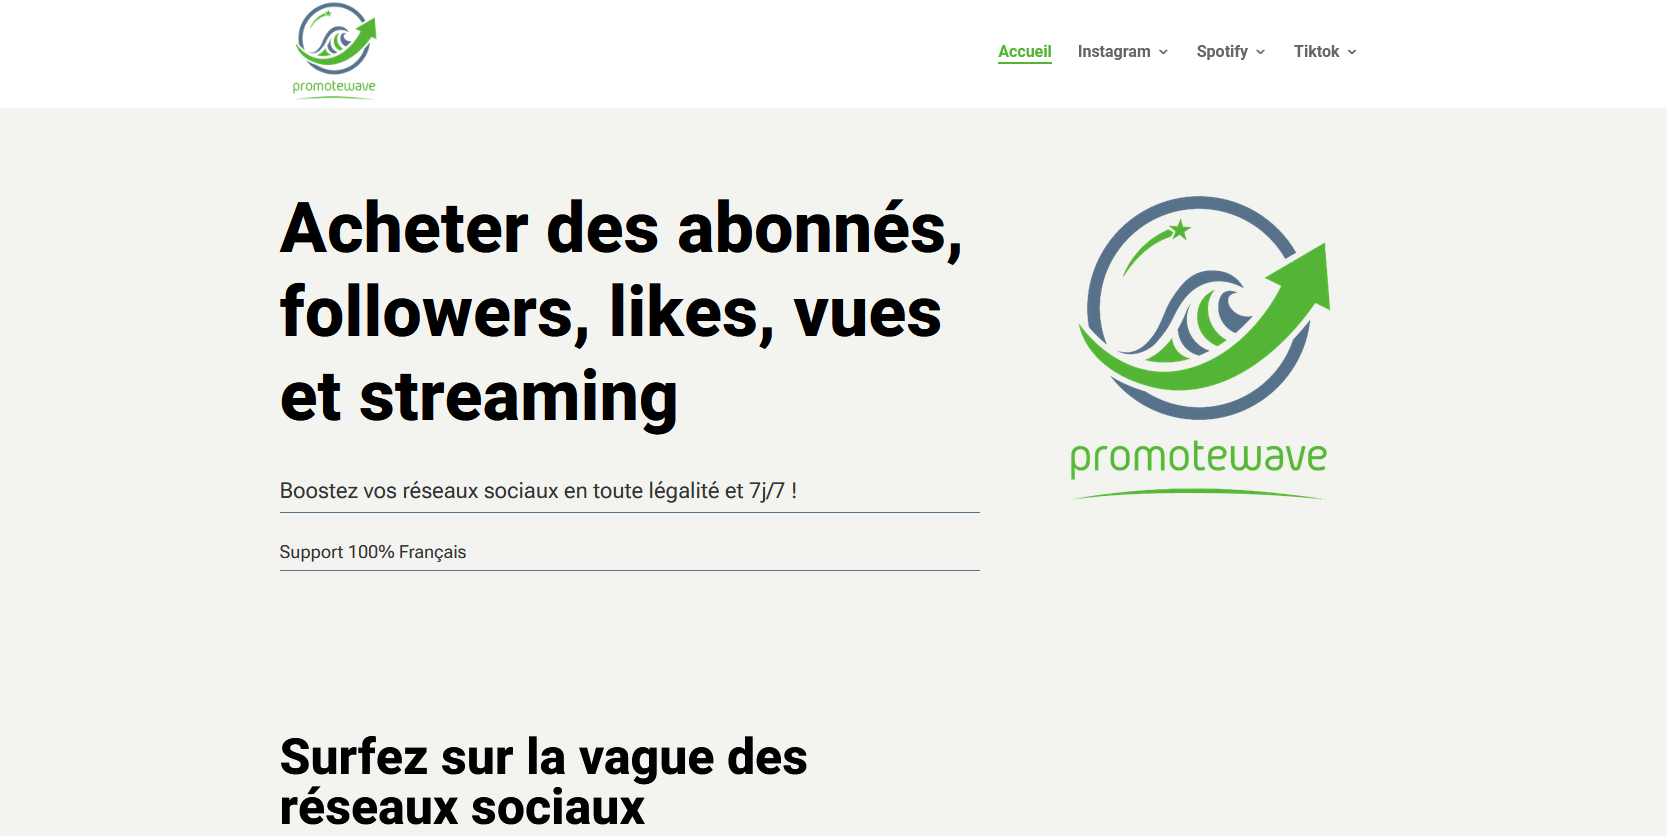 promotewave
Accueil
Instagram
Spotify
Tiktok
Acheter des abonnés,
followers, likes, vues
et streaming
Boostez vos réseaux sociaux en toute légalité et 7j/7 !
Support 100% Français
promotewave
Surfez sur la vague des
réseaux sociaux